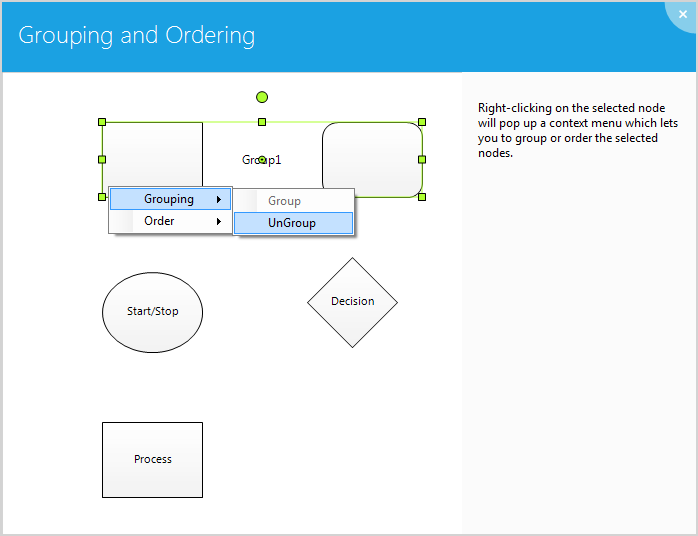 Grouping and Ordering
Right-clicking on the selected node
will pop up a context menu which lets
you to group or order the selected
nodes.
Group1
Grouping
Group
Order
UnGroup
Start/Stop
Decision
Process